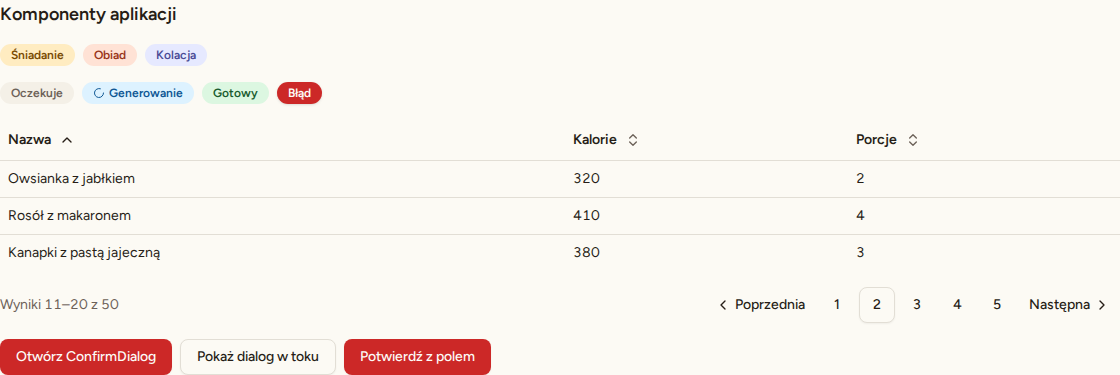 Komponenty aplikacji
Śniadanie Obiad Kolacja
Oczekuje Generowanie Gotowy Błąd
Nazwa Kalorie Porcje
Owsianka z jabłkiem 320 2
Rosół z makaronem 410 4
Kanapki z pastą jajeczną 380 3
Wyniki 11–20 z 50 Poprzednia 1 2 3 4 5 Następna
Otwórz ConfirmDialog Pokaż dialog w toku Potwierdź z polem